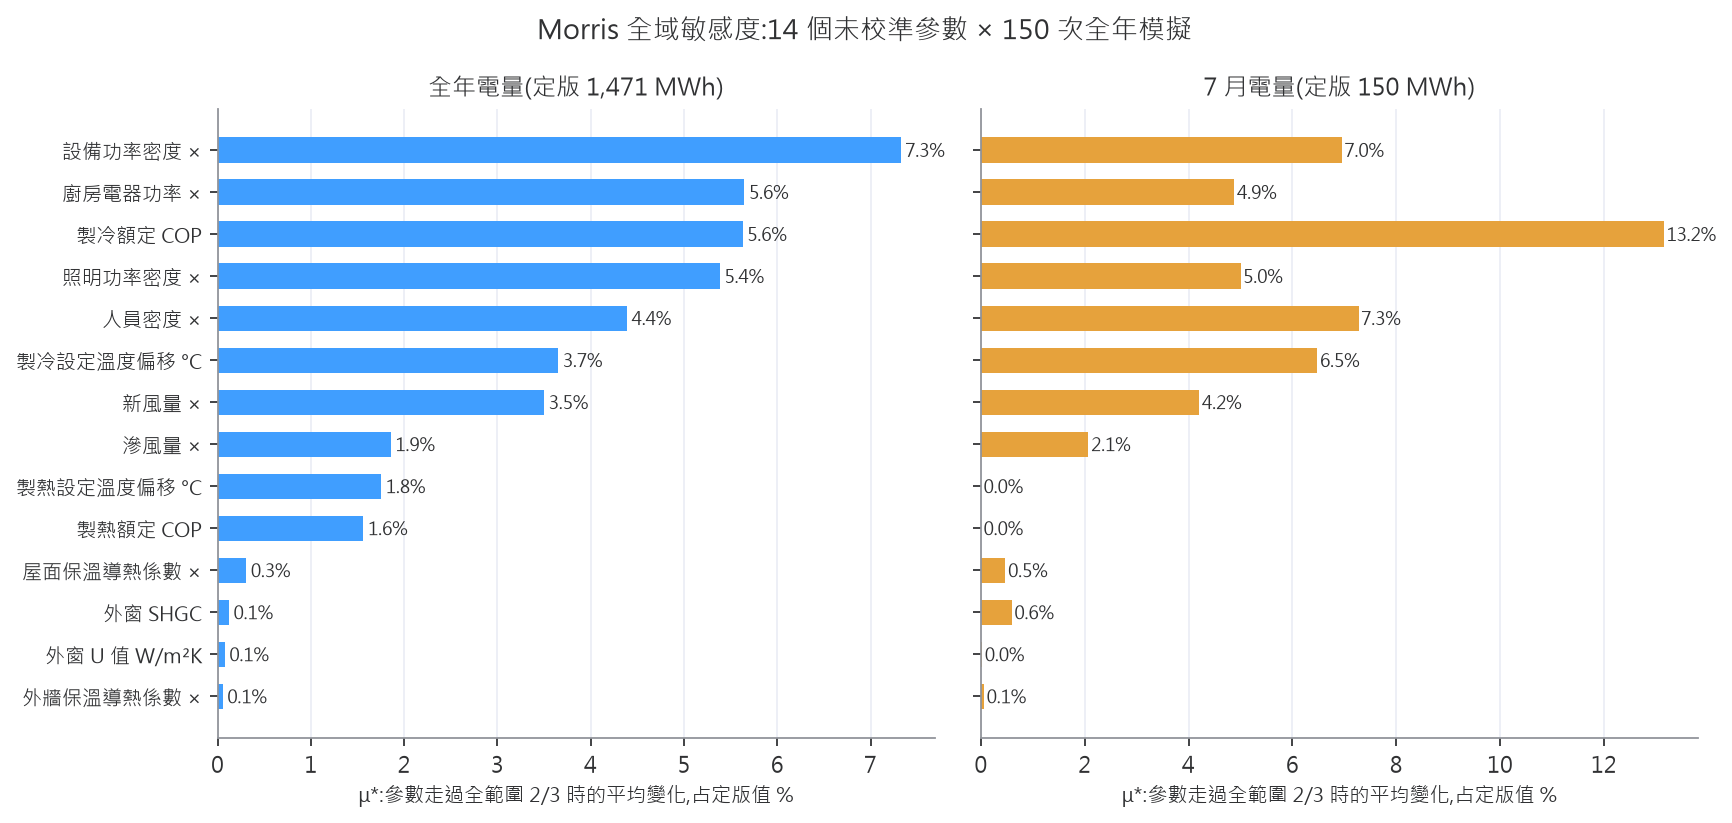 Morris 全域敏感度:14 個未校準參數 × 150 次全年模擬
全年電量(定版 1,471 MWh)
設備功率密度 × 7.3%
廚房電器功率 × 5.6%
製冷額定 COP 5.6%
照明功率密度 × 5.4%
人員密度 × 4.4%
製冷設定溫度偏移 °C 3.7%
新風量 × 3.5%
滲風量 × 1.9%
製熱設定溫度偏移 °C 1.8%
製熱額定 COP 1.6%
屋面保溫導熱係數 × 0.3%
外窗 SHGC 0.1%
外窗 U 值 W/m²K 0.1%
外牆保溫導熱係數 × 0.1%
0 1 2 3 4 5 6 7
μ*:參數走過全範圍 2/3 時的平均變化,占定版值 %
7 月電量(定版 150 MWh)
7.0%
4.9%
13.2%
5.0%
7.3%
6.5%
4.2%
2.1%
0.0%
0.0%
0.5%
0.6%
0.0%
0.1%
0 2 4 6 8 10 12
μ*:參數走過全範圍 2/3 時的平均變化,占定版值 %